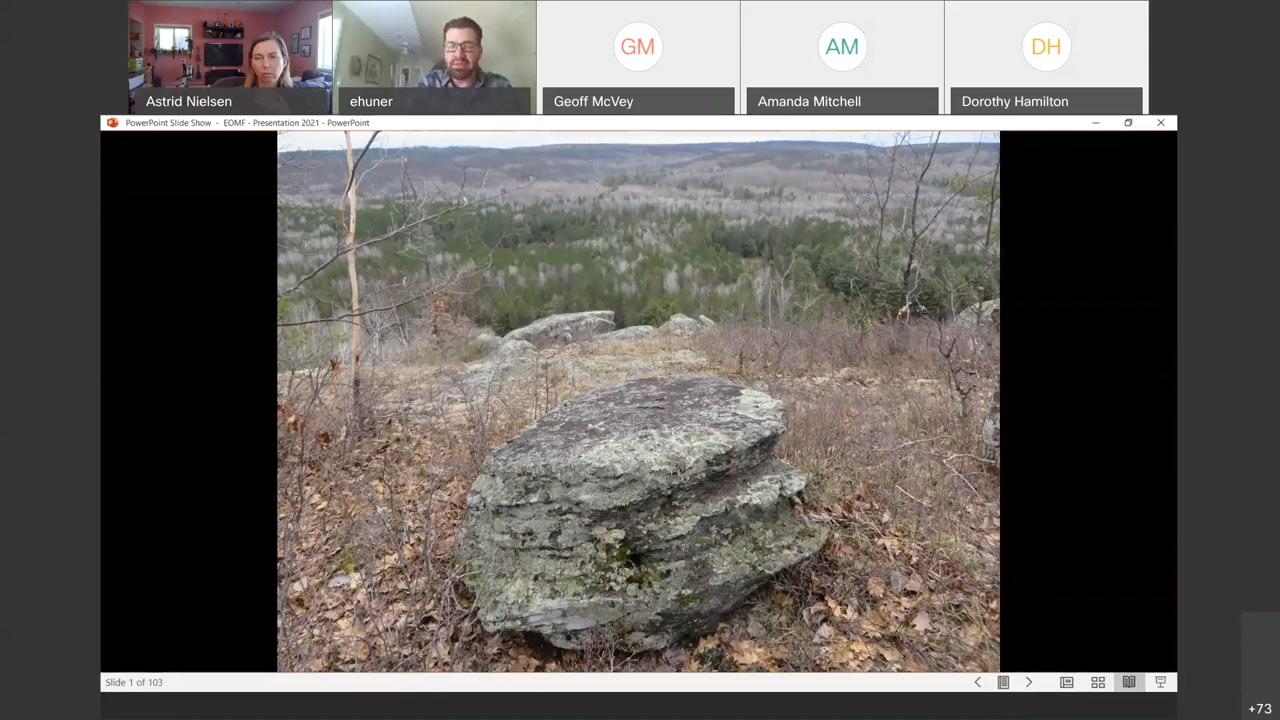 GM
AM
DH
Astrid Nielsen
ehuner
Geoff McVey
Amanda Mitchell
Dorothy Hamilton
PowerPoint Slide Show - EOMF - Presentation 2021 - PowerPoint
Slide 1 of 103
+73